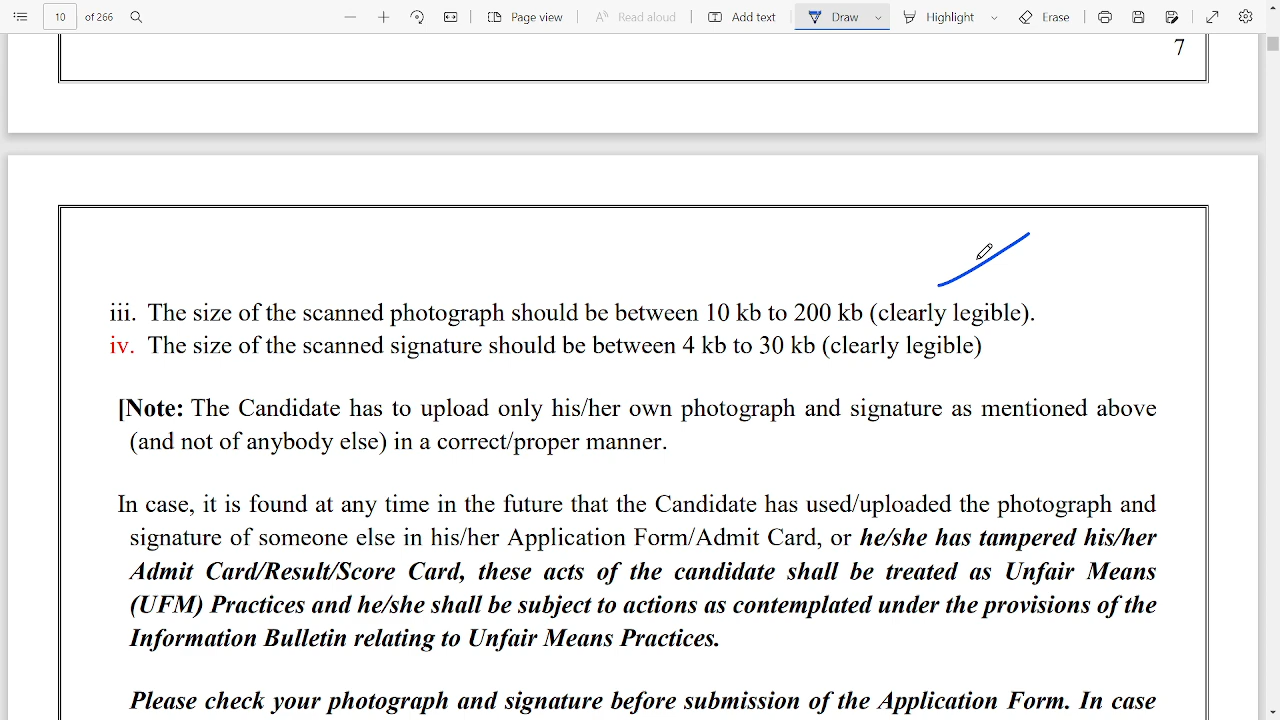 10 of 266 Page view Read aloud Add text Draw Highlight Erase
7
iii. The size of the scanned photograph should be between 10 kb to 200 kb (clearly legible).
iv. The size of the scanned signature should be between 4 kb to 30 kb (clearly legible)
[Note: The Candidate has to upload only his/her own photograph and signature as mentioned above
(and not of anybody else) in a correct/proper manner.
In case, it is found at any time in the future that the Candidate has used/uploaded the photograph and
signature of someone else in his/her Application Form/Admit Card, or he/she has tampered his/her
Admit Card/Result/Score Card, these acts of the candidate shall be treated as Unfair Means
(UFM) Practices and he/she shall be subject to actions as contemplated under the provisions of the
Information Bulletin relating to Unfair Means Practices.
Please check your photograph and signature before submission of the Application Form. In case